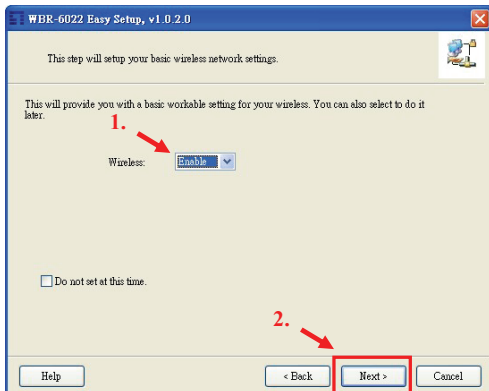 WBR-6022 Easy Setup, v1.0.2.0
This step will setup your basic wireless network settings.
This will provide you with a basic workable setting for your wireless. You can also select to do it
later.
1.
Wireless: Enable
Do not set at this time.
2.
Help < Back Next > Cancel